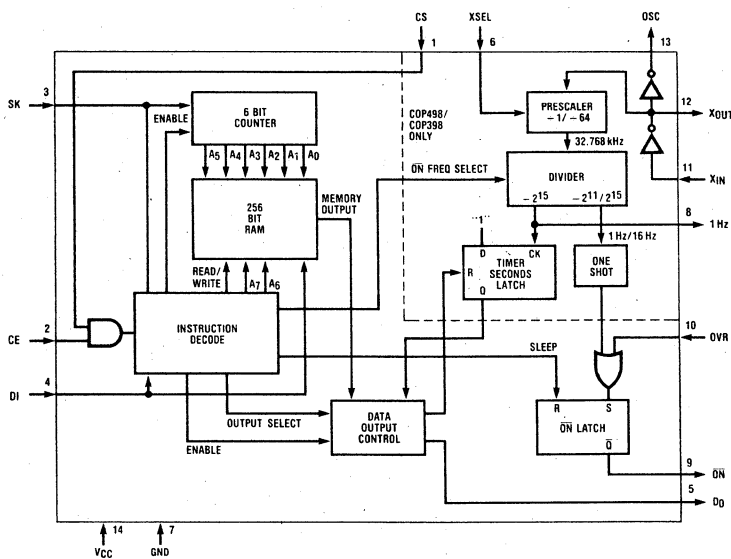 CS
XSEL
OSC
1
6
13
3
SK
6 BIT
COUNTER
ENABLE
COP498/
COP398
ONLY
PRESCALER
– 1/ – 64
12
XOUT
32.768 kHz
A5 A4 A3 A2 A1 A0
11
XIN
ON FREQ SELECT
DIVIDER
– 2^15 – 2^11/2^15
256
BIT
RAM
MEMORY
OUTPUT
8
1 Hz
"1"
1 Hz/16 Hz
D CK
R
TIMER
SECONDS
LATCH
Q
ONE
SHOT
READ/
WRITE
A7 A6
2
CE
INSTRUCTION
DECODE
10
OVR
SLEEP
4
DI
R S
ON LATCH
Q
OUTPUT SELECT
DATA
OUTPUT
CONTROL
ENABLE
9
ON
5
D0
14
VCC
7
GND